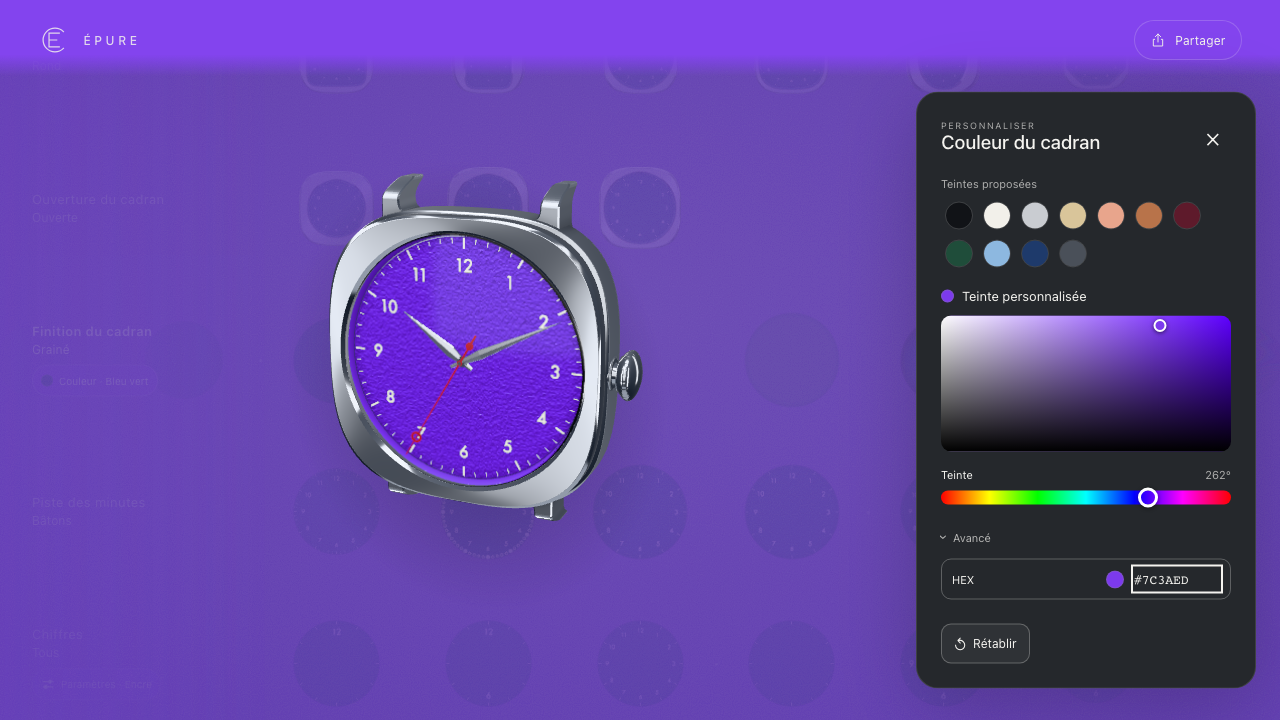 ÉPURE
Partager
PERSONNALISER
Couleur du cadran
Teintes proposées
Teinte personnalisée
Teinte
262°
Avancé
HEX
#7C3AED
Rétablir
Ouverture du cadran
Ouverte
Finition du cadran
Grainé
Couleur · Bleu vert
Piste des minutes
Bâtons
Chiffres
Tous
Paramètres · Encre
12
1
2
3
4
5
6
7
8
9
10
11